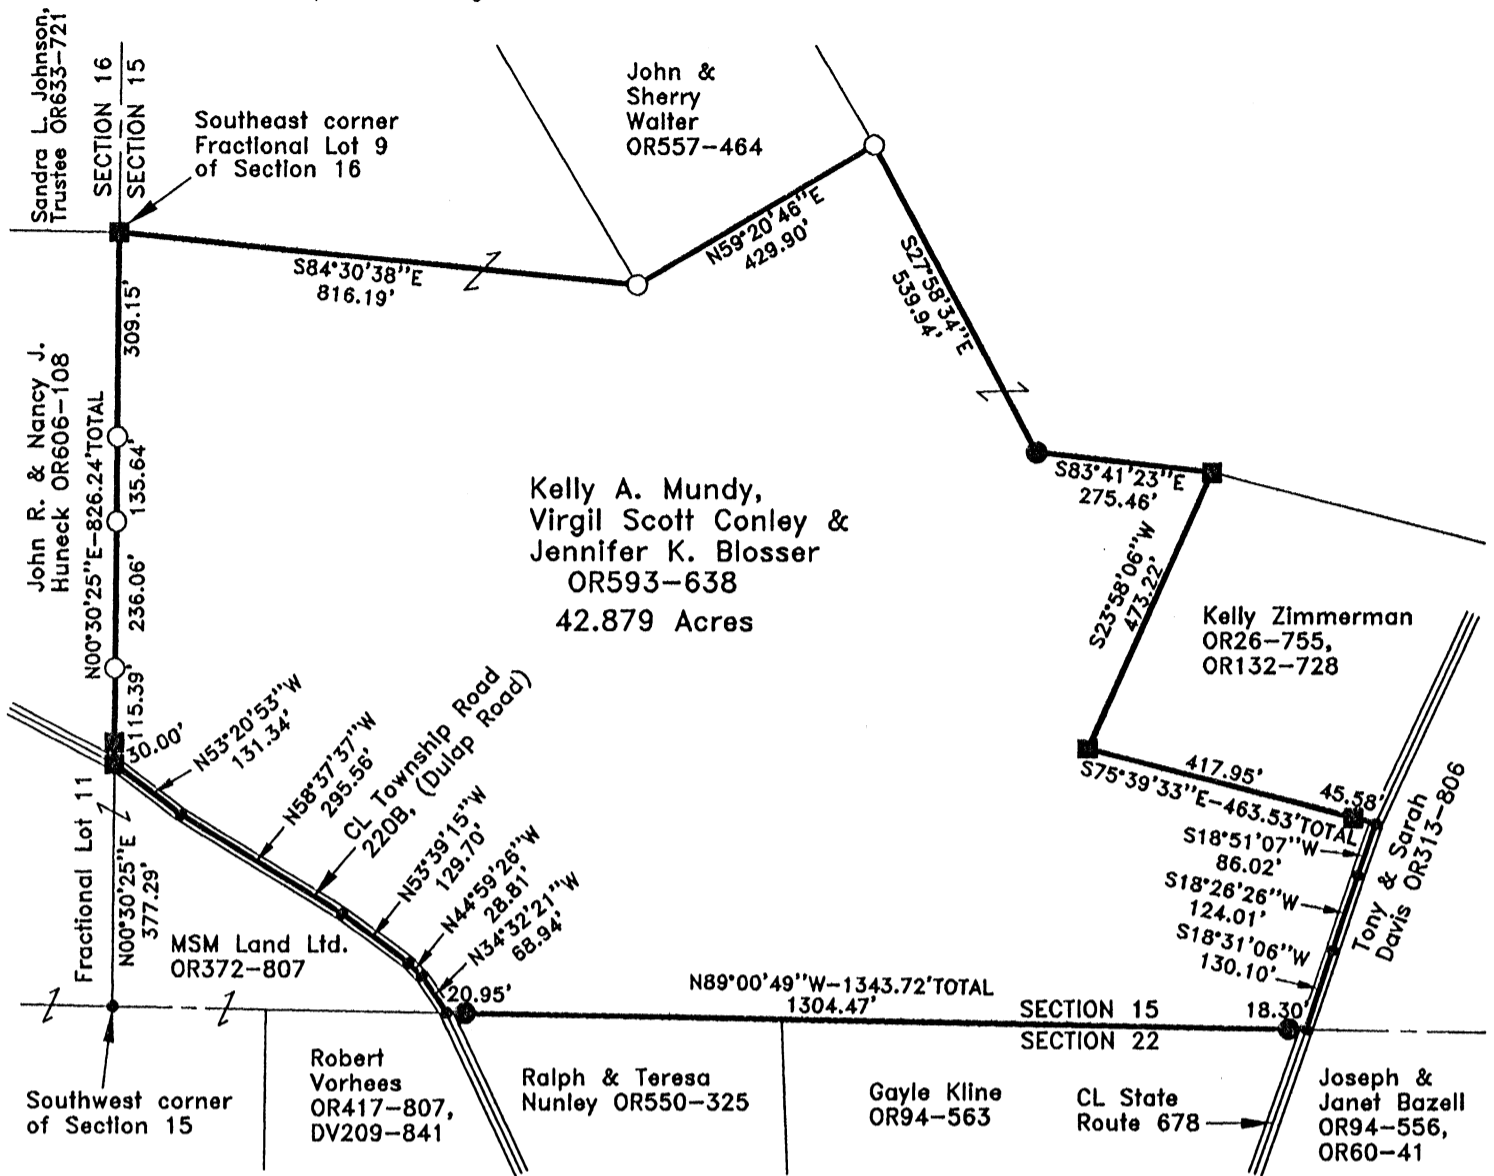 Sandra L. Johnson,
Trustee OR633-721
SECTION 16
SECTION 15
Southeast corner
Fractional Lot 9
of Section 16
John &
Sherry
Walter
OR557-464
S84°30'38"E
816.19'
N59°20'46"E
429.90'
S27°58'34"E
539.94'
S83°41'23"E
275.46'
S23°58'06"W
473.22'
John R. & Nancy J.
Huneck OR606-108
N00°30'25"E-826.24'TOTAL
309.15'
135.64'
236.06'
115.39'
30.00'
Kelly A. Mundy,
Virgil Scott Conley &
Jennifer K. Blosser
OR593-638
42.879 Acres
Kelly Zimmerman
OR26-755,
OR132-728
417.95'
45.58'
S75°39'33"E-463.53'TOTAL
S18°51'07"W
86.02'
S18°26'26"W
124.01'
S18°31'06"W
130.10'
Tony & Sarah
Davis OR313-806
N53°20'53"W
131.34'
N58°37'37"W
295.56'
CL Township Road
220B, (Dulap Road)
N53°39'15"W
129.70'
N44°59'26"W
28.81'
N34°32'21"W
68.94'
Fractional Lot 11
N00°30'25"E
377.29'
MSM Land Ltd.
OR372-807
20.95'
N89°00'49"W-1343.72'TOTAL
1304.47'
SECTION 15
SECTION 22
18.30'
Southwest corner
of Section 15
Robert
Vorhees
OR417-807,
DV209-841
Ralph & Teresa
Nunley OR550-325
Gayle Kline
OR94-563
CL State
Route 678
Joseph &
Janet Bazell
OR94-556,
OR60-41